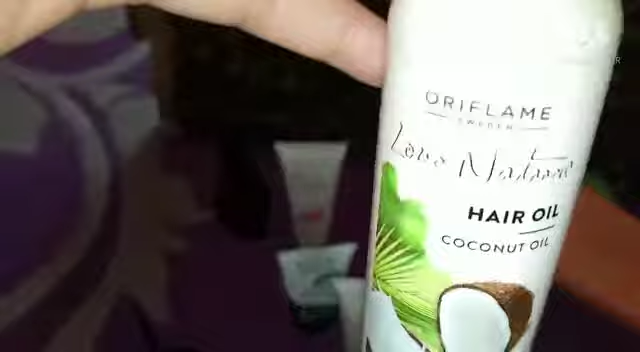 ORIFLAME
SWEDEN
Love Nature
HAIR OIL
COCONUT OIL